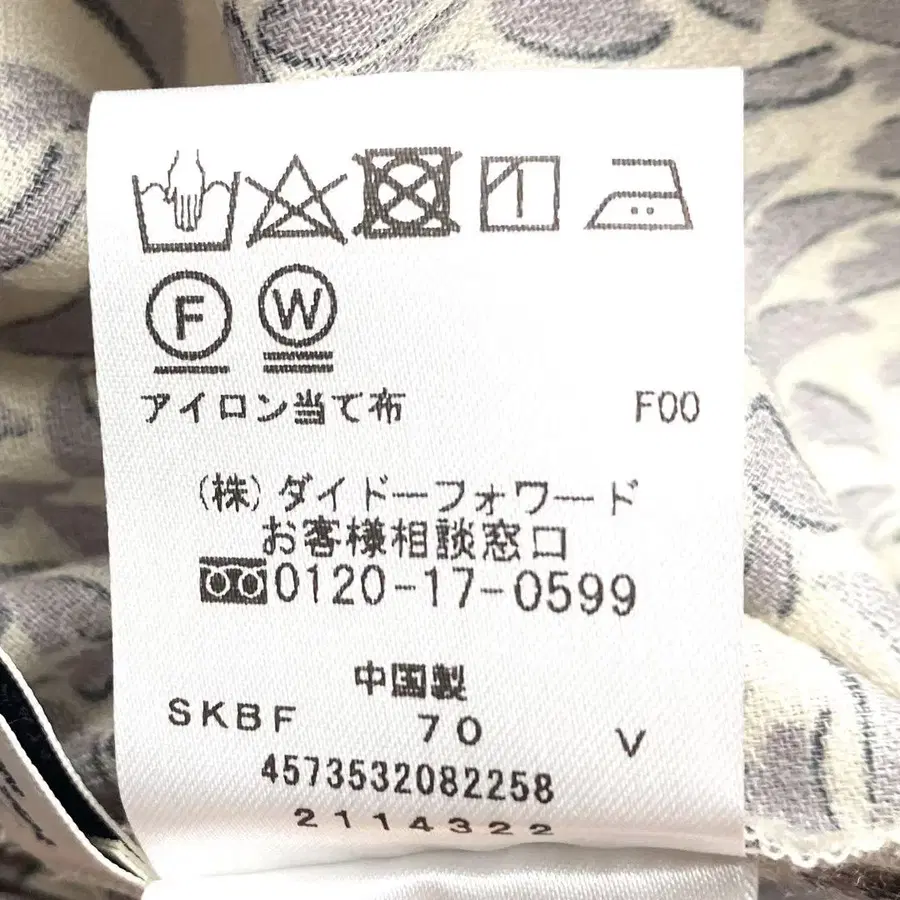 F W
アイロン当て布 F00
(株)ダイドーフォワード
お客様相談窓口
0120-17-0599
中国製
SKBF 70 V
4573532082258
2114322